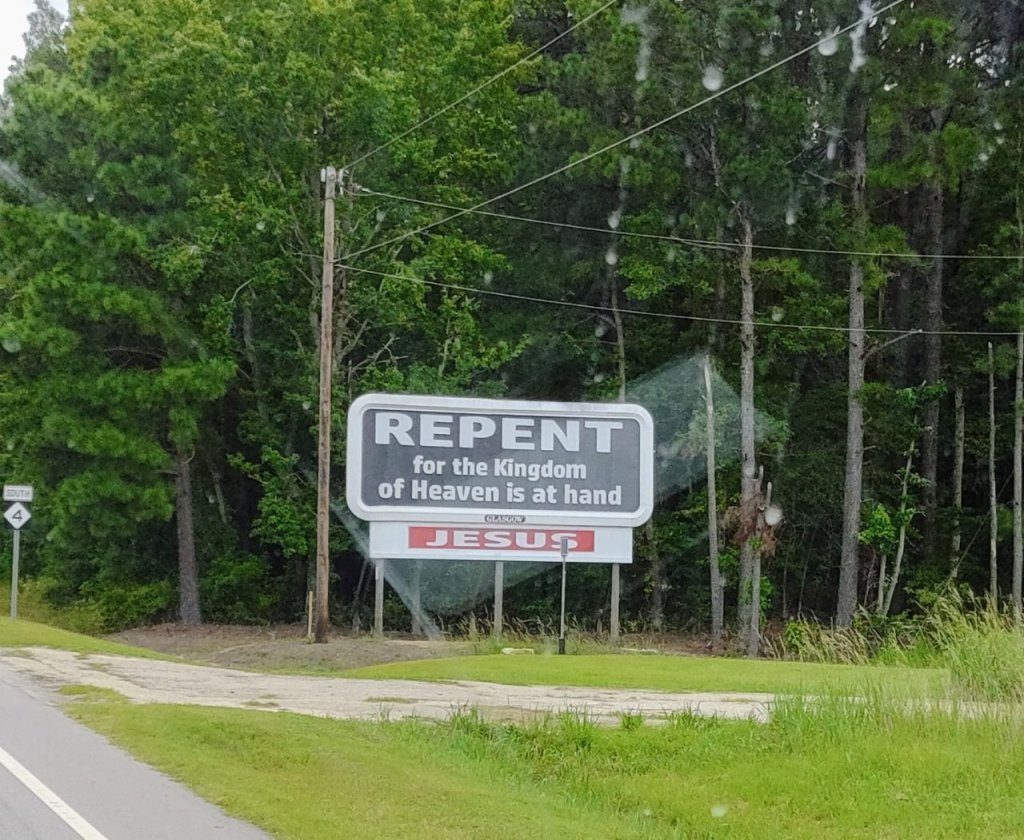 SOUTH
4
REPENT
for the Kingdom
of Heaven is at hand
GLASGOW
JESUS